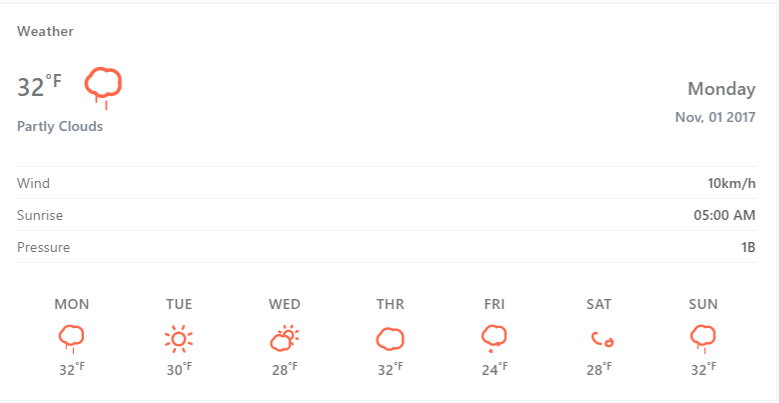 Weather
32°F
Monday
Partly Clouds
Nov, 01 2017
Wind 10km/h
Sunrise 05:00 AM
Pressure 1B
MON TUE WED THR FRI SAT SUN
32°F 30°F 28°F 32°F 24°F 28°F 32°F